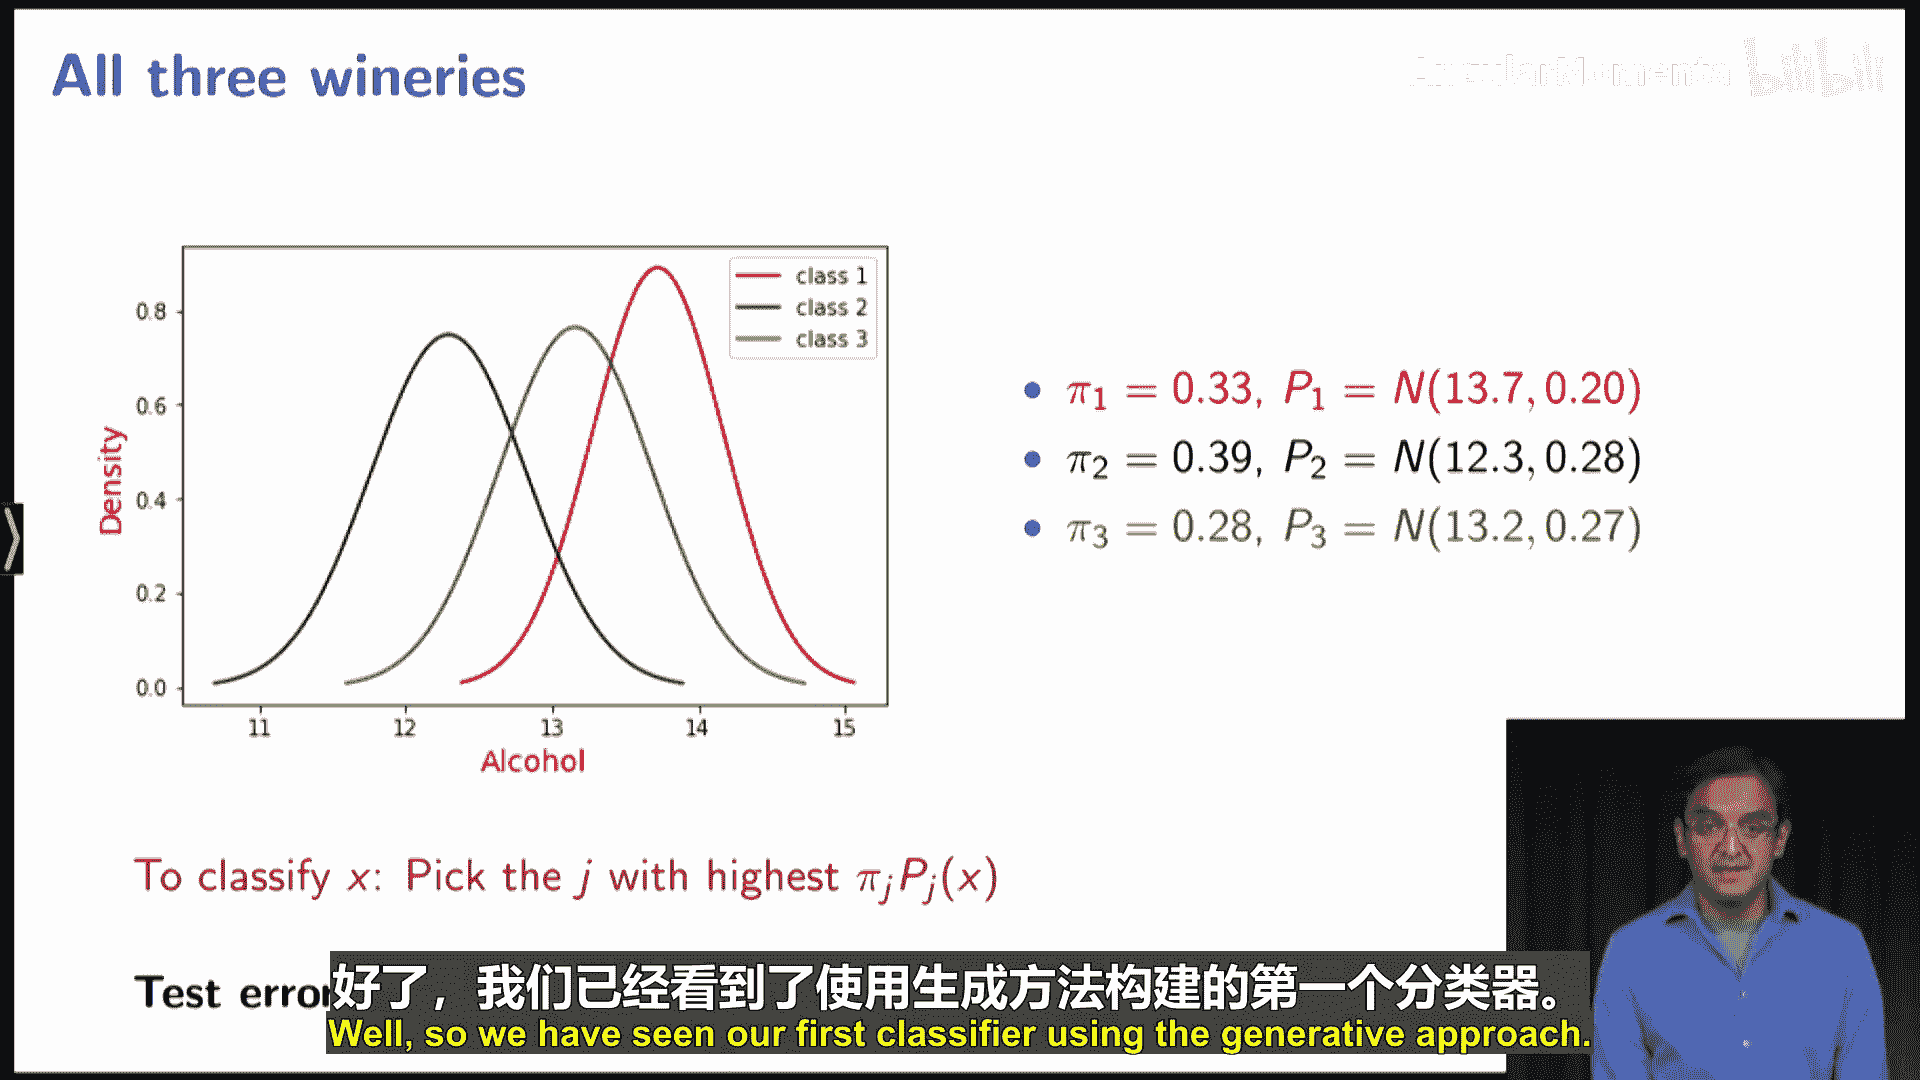 All three wineries
bilibili
class 1
class 2
class 3
0.8
0.6
0.4
0.2
0.0
Density
11 12 13 14 15
Alcohol
• π₁ = 0.33, P₁ = N(13.7, 0.20)
• π₂ = 0.39, P₂ = N(12.3, 0.28)
• π₃ = 0.28, P₃ = N(13.2, 0.27)
To classify x: Pick the j with highest πⱼPⱼ(x)
Test error
好了，我们已经看到了使用生成方法构建的第一个分类器。
Well, so we have seen our first classifier using the generative approach.